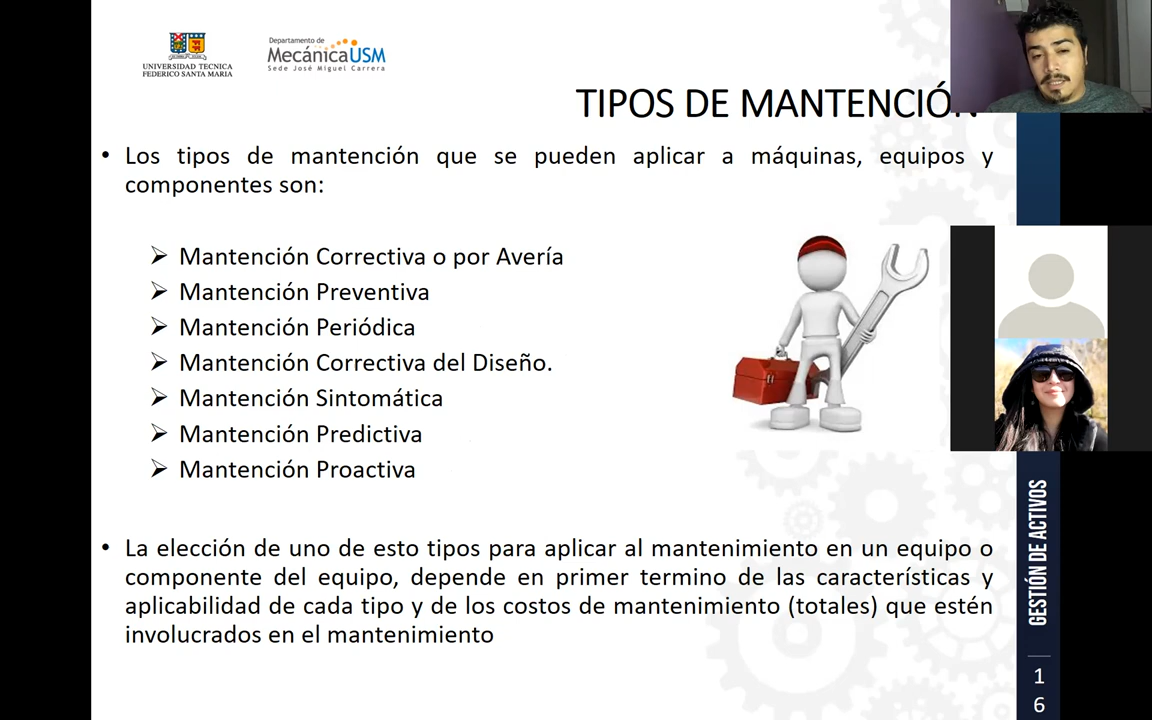 UNIVERSIDAD TECNICA
FEDERICO SANTA MARIA
Departamento de
MecánicaUSM
Sede José Miguel Carrera
TIPOS DE MANTENCIÓN
• Los tipos de mantención que se pueden aplicar a máquinas, equipos y
componentes son:
➢ Mantención Correctiva o por Avería
➢ Mantención Preventiva
➢ Mantención Periódica
➢ Mantención Correctiva del Diseño.
➢ Mantención Sintomática
➢ Mantención Predictiva
➢ Mantención Proactiva
• La elección de uno de esto tipos para aplicar al mantenimiento en un equipo o
componente del equipo, depende en primer termino de las características y
aplicabilidad de cada tipo y de los costos de mantenimiento (totales) que estén
involucrados en el mantenimiento
GESTIÓN DE ACTIVOS
1
6